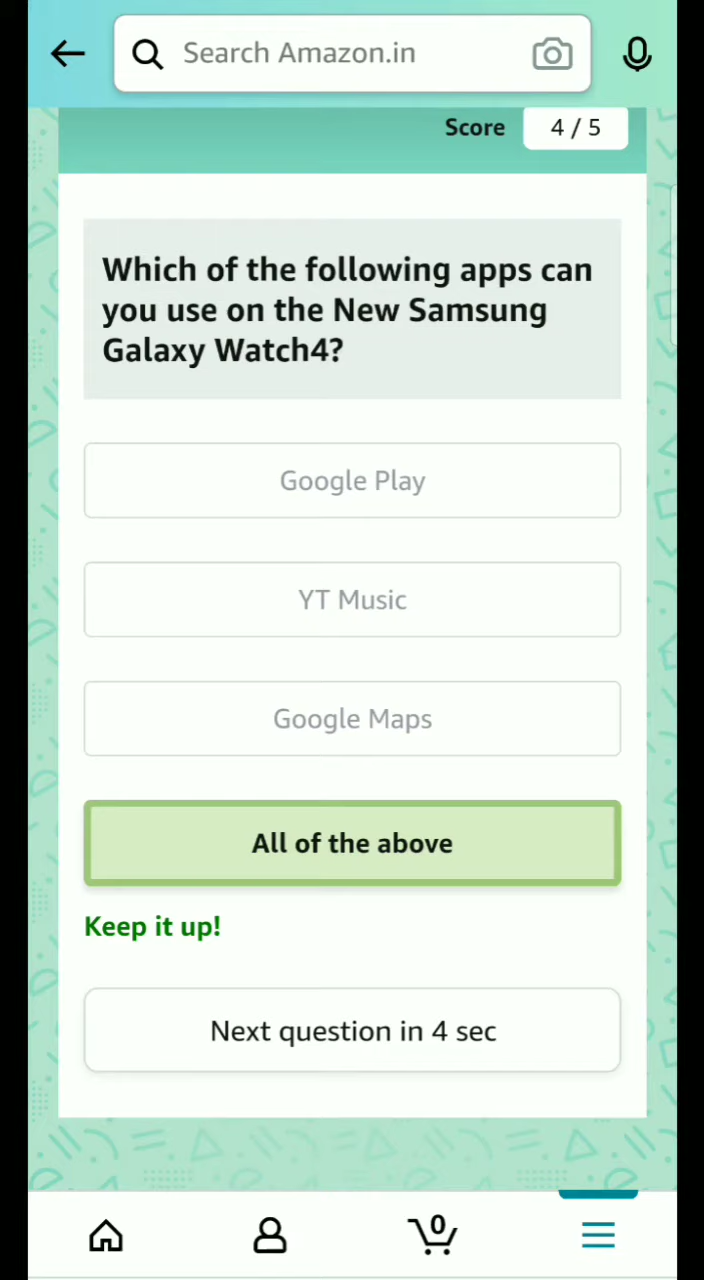 Search Amazon.in
Score 4 / 5
Which of the following apps can
you use on the New Samsung
Galaxy Watch4?
Google Play
YT Music
Google Maps
All of the above
Keep it up!
Next question in 4 sec
0